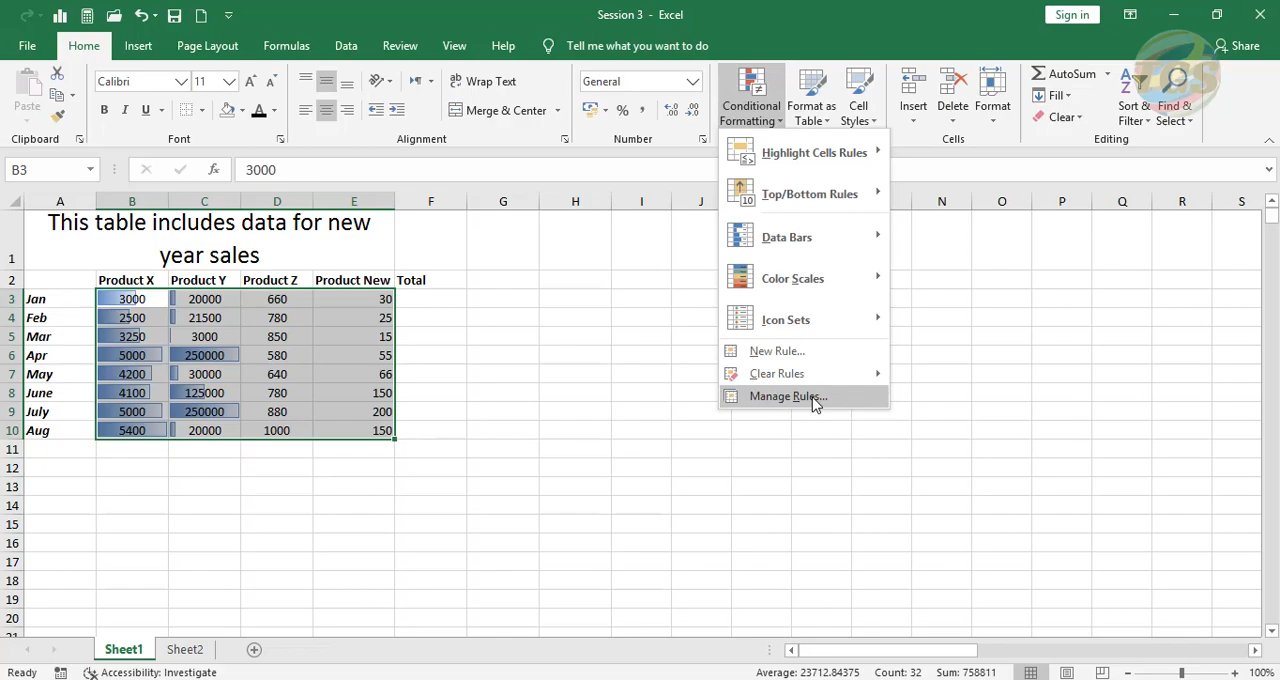 Session 3 - Excel
Sign in
File Home Insert Page Layout Formulas Data Review View Help Tell me what you want to do Share
Paste
Calibri 11
B I U
Wrap Text
Merge & Center
General
Conditional Formatting
Format as Table
Cell Styles
Insert Delete Format
AutoSum
Fill
Clear
Sort & Filter
Find & Select
Clipboard Font Alignment Number Cells Editing
B3 fx 3000
Highlight Cells Rules
Top/Bottom Rules
Data Bars
Color Scales
Icon Sets
New Rule...
Clear Rules
Manage Rules...
A B C D E F G H I J N O P Q R S
1 This table includes data for new
year sales
2 Product X Product Y Product Z Product New Total
3 Jan 3000 20000 660 30
4 Feb 2500 21500 780 25
5 Mar 3250 3000 850 15
6 Apr 5000 250000 580 55
7 May 4200 30000 640 66
8 June 4100 125000 780 150
9 July 5000 250000 880 200
10 Aug 5400 20000 1000 150
11
12
13
14
15
16
17
18
19
20
Sheet1 Sheet2
Ready Accessibility: Investigate Average: 23712.84375 Count: 32 Sum: 758811 100%